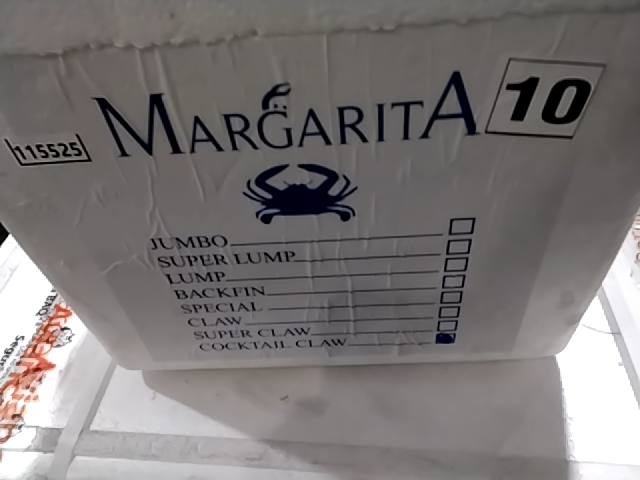 MARGARITA
10
115525
JUMBO
SUPER LUMP
LUMP
BACKFIN
SPECIAL
CLAW
SUPER CLAW
COCKTAIL CLAW